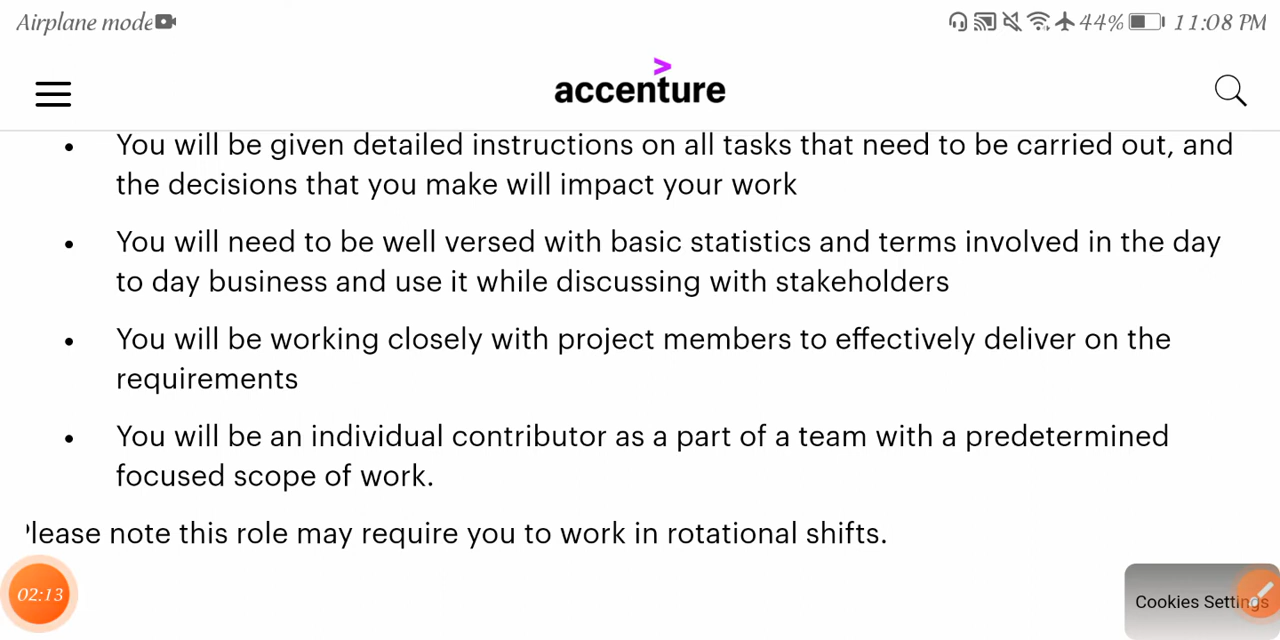 Airplane mode
44% 11:08 PM
accenture
• You will be given detailed instructions on all tasks that need to be carried out, and
the decisions that you make will impact your work
• You will need to be well versed with basic statistics and terms involved in the day
to day business and use it while discussing with stakeholders
• You will be working closely with project members to effectively deliver on the
requirements
• You will be an individual contributor as a part of a team with a predetermined
focused scope of work.
Please note this role may require you to work in rotational shifts.
02:13
Cookies Settings